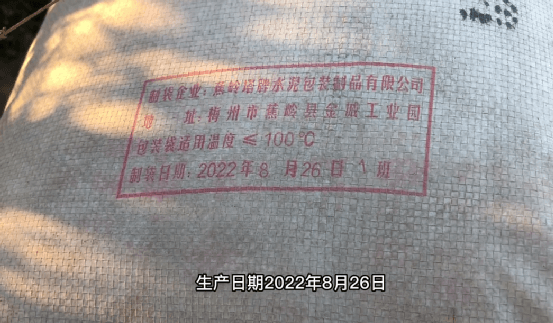 制袋企业:蕉岭塔牌水泥包装制品有限公司
地 址:梅州市蕉岭县金碱工业园
包装袋适用温度≤100℃
制袋日期:2022年8月26日 1班
生产日期2022年8月26日